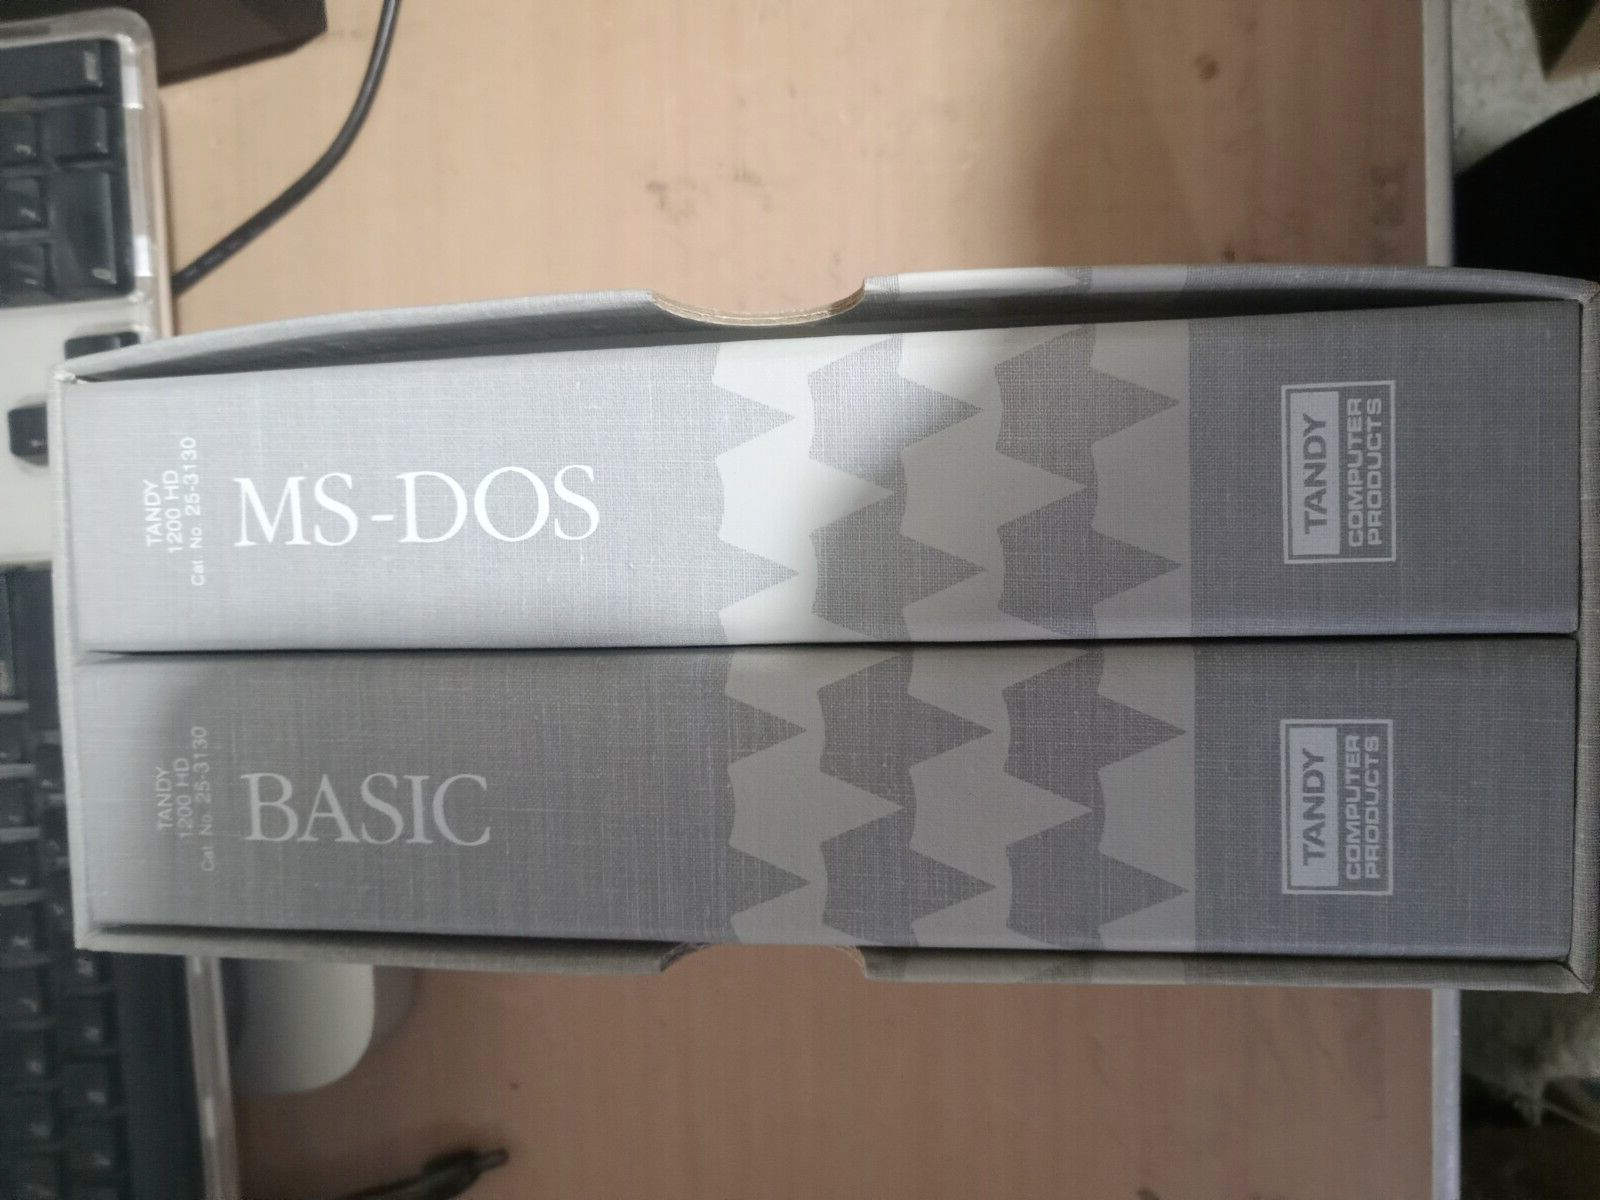 TANDY
1200 HD
Cat. No. 25-3130
MS-DOS
TANDY
COMPUTER
PRODUCTS
TANDY
1200 HD
Cat. No. 25-3130
BASIC
TANDY
COMPUTER
PRODUCTS